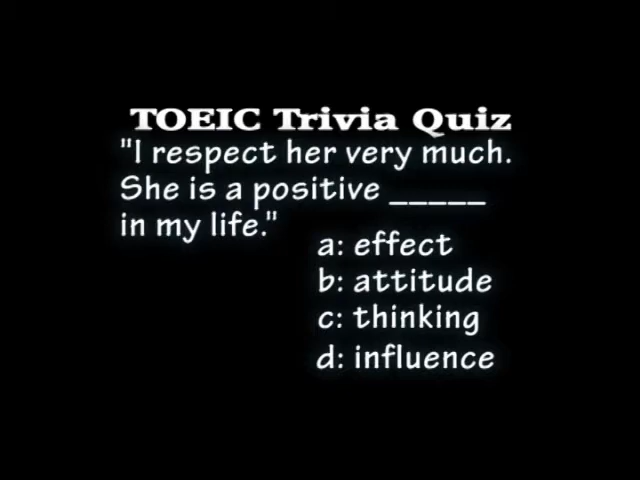 TOEIC Trivia Quiz
"I respect her very much.
She is a positive _____
in my life."
a: effect
b: attitude
c: thinking
d: influence